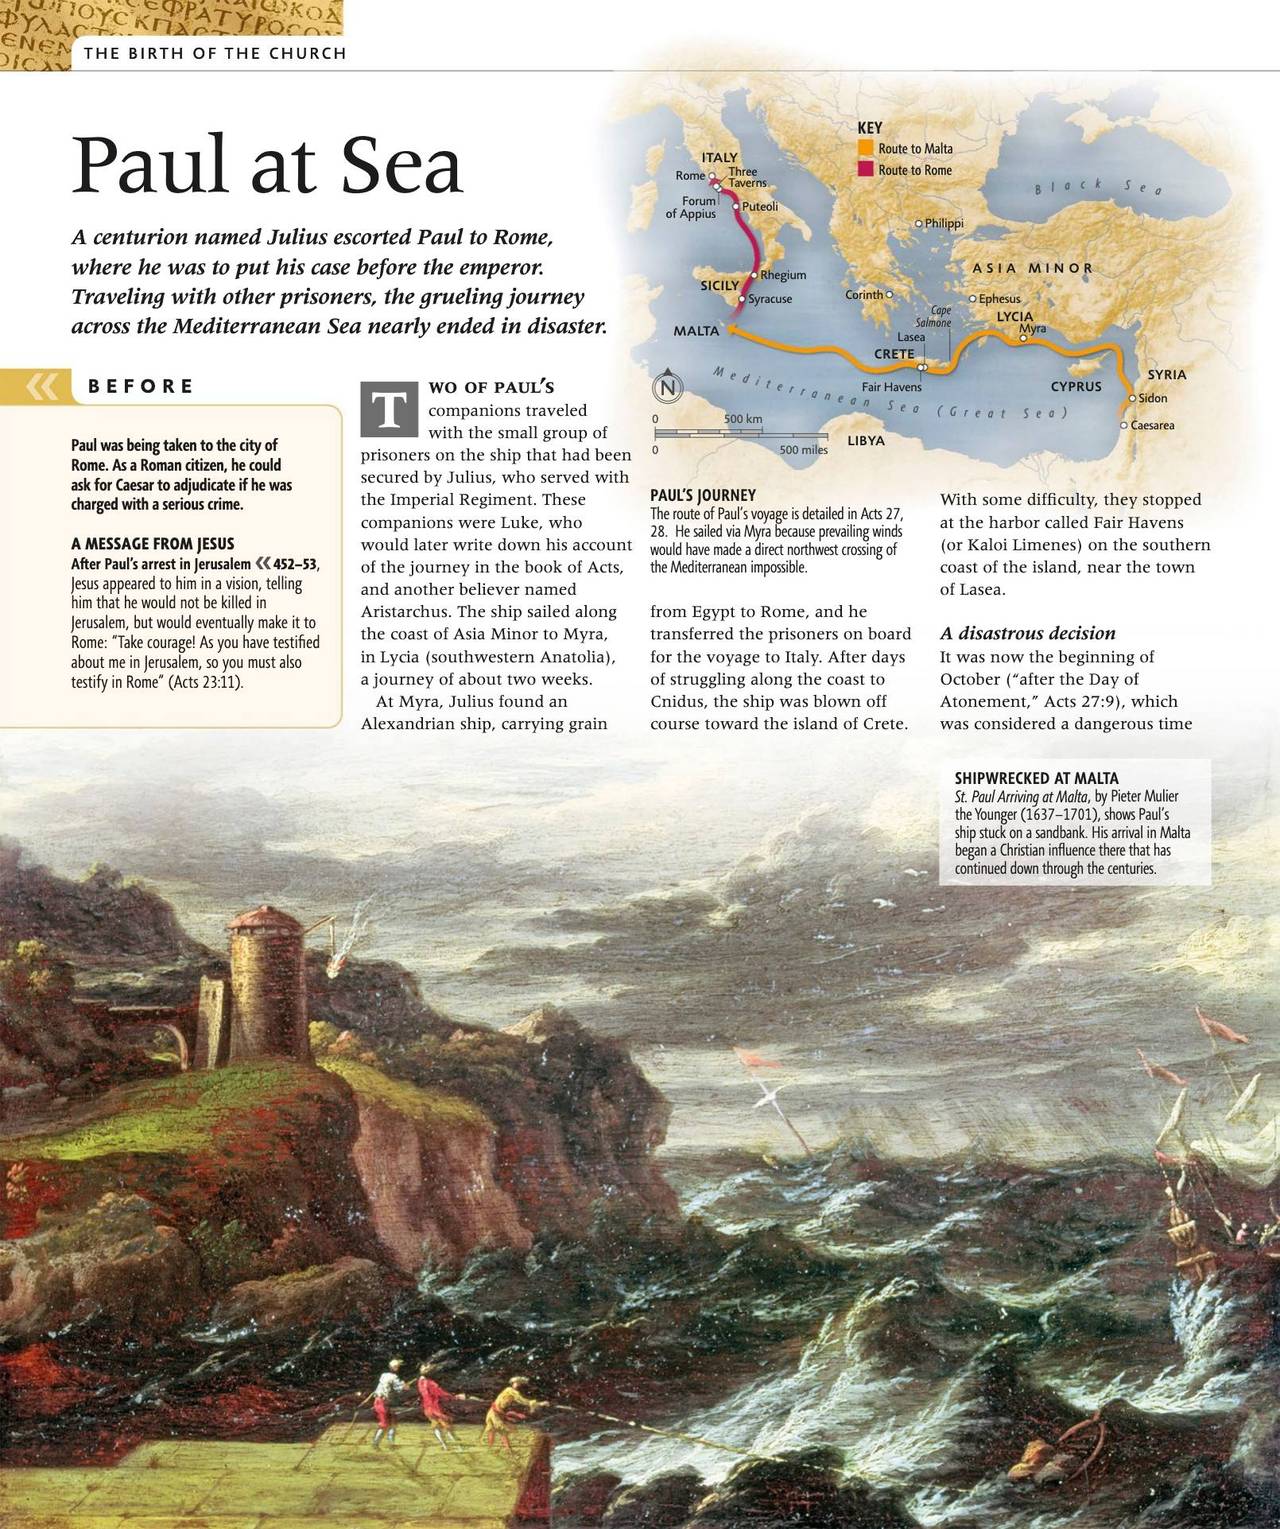 THE BIRTH OF THE CHURCH
Paul at Sea
A centurion named Julius escorted Paul to Rome,
where he was to put his case before the emperor.
Traveling with other prisoners, the grueling journey
across the Mediterranean Sea nearly ended in disaster.
« BEFORE
Paul was being taken to the city of
Rome. As a Roman citizen, he could
ask for Caesar to adjudicate if he was
charged with a serious crime.
A MESSAGE FROM JESUS
After Paul's arrest in Jerusalem « 452–53,
Jesus appeared to him in a vision, telling
him that he would not be killed in
Jerusalem, but would eventually make it to
Rome: "Take courage! As you have testified
about me in Jerusalem, so you must also
testify in Rome" (Acts 23:11).
TWO OF PAUL'S
companions traveled
with the small group of
prisoners on the ship that had been
secured by Julius, who served with
the Imperial Regiment. These
companions were Luke, who
would later write down his account
of the journey in the book of Acts,
and another believer named
Aristarchus. The ship sailed along
the coast of Asia Minor to Myra,
in Lycia (southwestern Anatolia),
a journey of about two weeks.
At Myra, Julius found an
Alexandrian ship, carrying grain
KEY
Route to Malta
Route to Rome
ITALY
Rome
Three
Taverns
Forum
of Appius
Puteoli
Black Sea
Philippi
ASIA MINOR
Rhegium
SICILY
Syracuse
Corinth
Ephesus
Cape
Salmone
LYCIA
Myra
MALTA
Lasea
CRETE
Fair Havens
CYPRUS
SYRIA
Sidon
Caesarea
Mediterranean Sea (Great Sea)
N
0
500 km
0
500 miles
LIBYA
PAUL'S JOURNEY
The route of Paul's voyage is detailed in Acts 27,
28. He sailed via Myra because prevailing winds
would have made a direct northwest crossing of
the Mediterranean impossible.
from Egypt to Rome, and he
transferred the prisoners on board
for the voyage to Italy. After days
of struggling along the coast to
Cnidus, the ship was blown off
course toward the island of Crete.
With some difficulty, they stopped
at the harbor called Fair Havens
(or Kaloi Limenes) on the southern
coast of the island, near the town
of Lasea.
A disastrous decision
It was now the beginning of
October ("after the Day of
Atonement," Acts 27:9), which
was considered a dangerous time
SHIPWRECKED AT MALTA
St. Paul Arriving at Malta, by Pieter Mulier
the Younger (1637–1701), shows Paul's
ship stuck on a sandbank. His arrival in Malta
began a Christian influence there that has
continued down through the centuries.